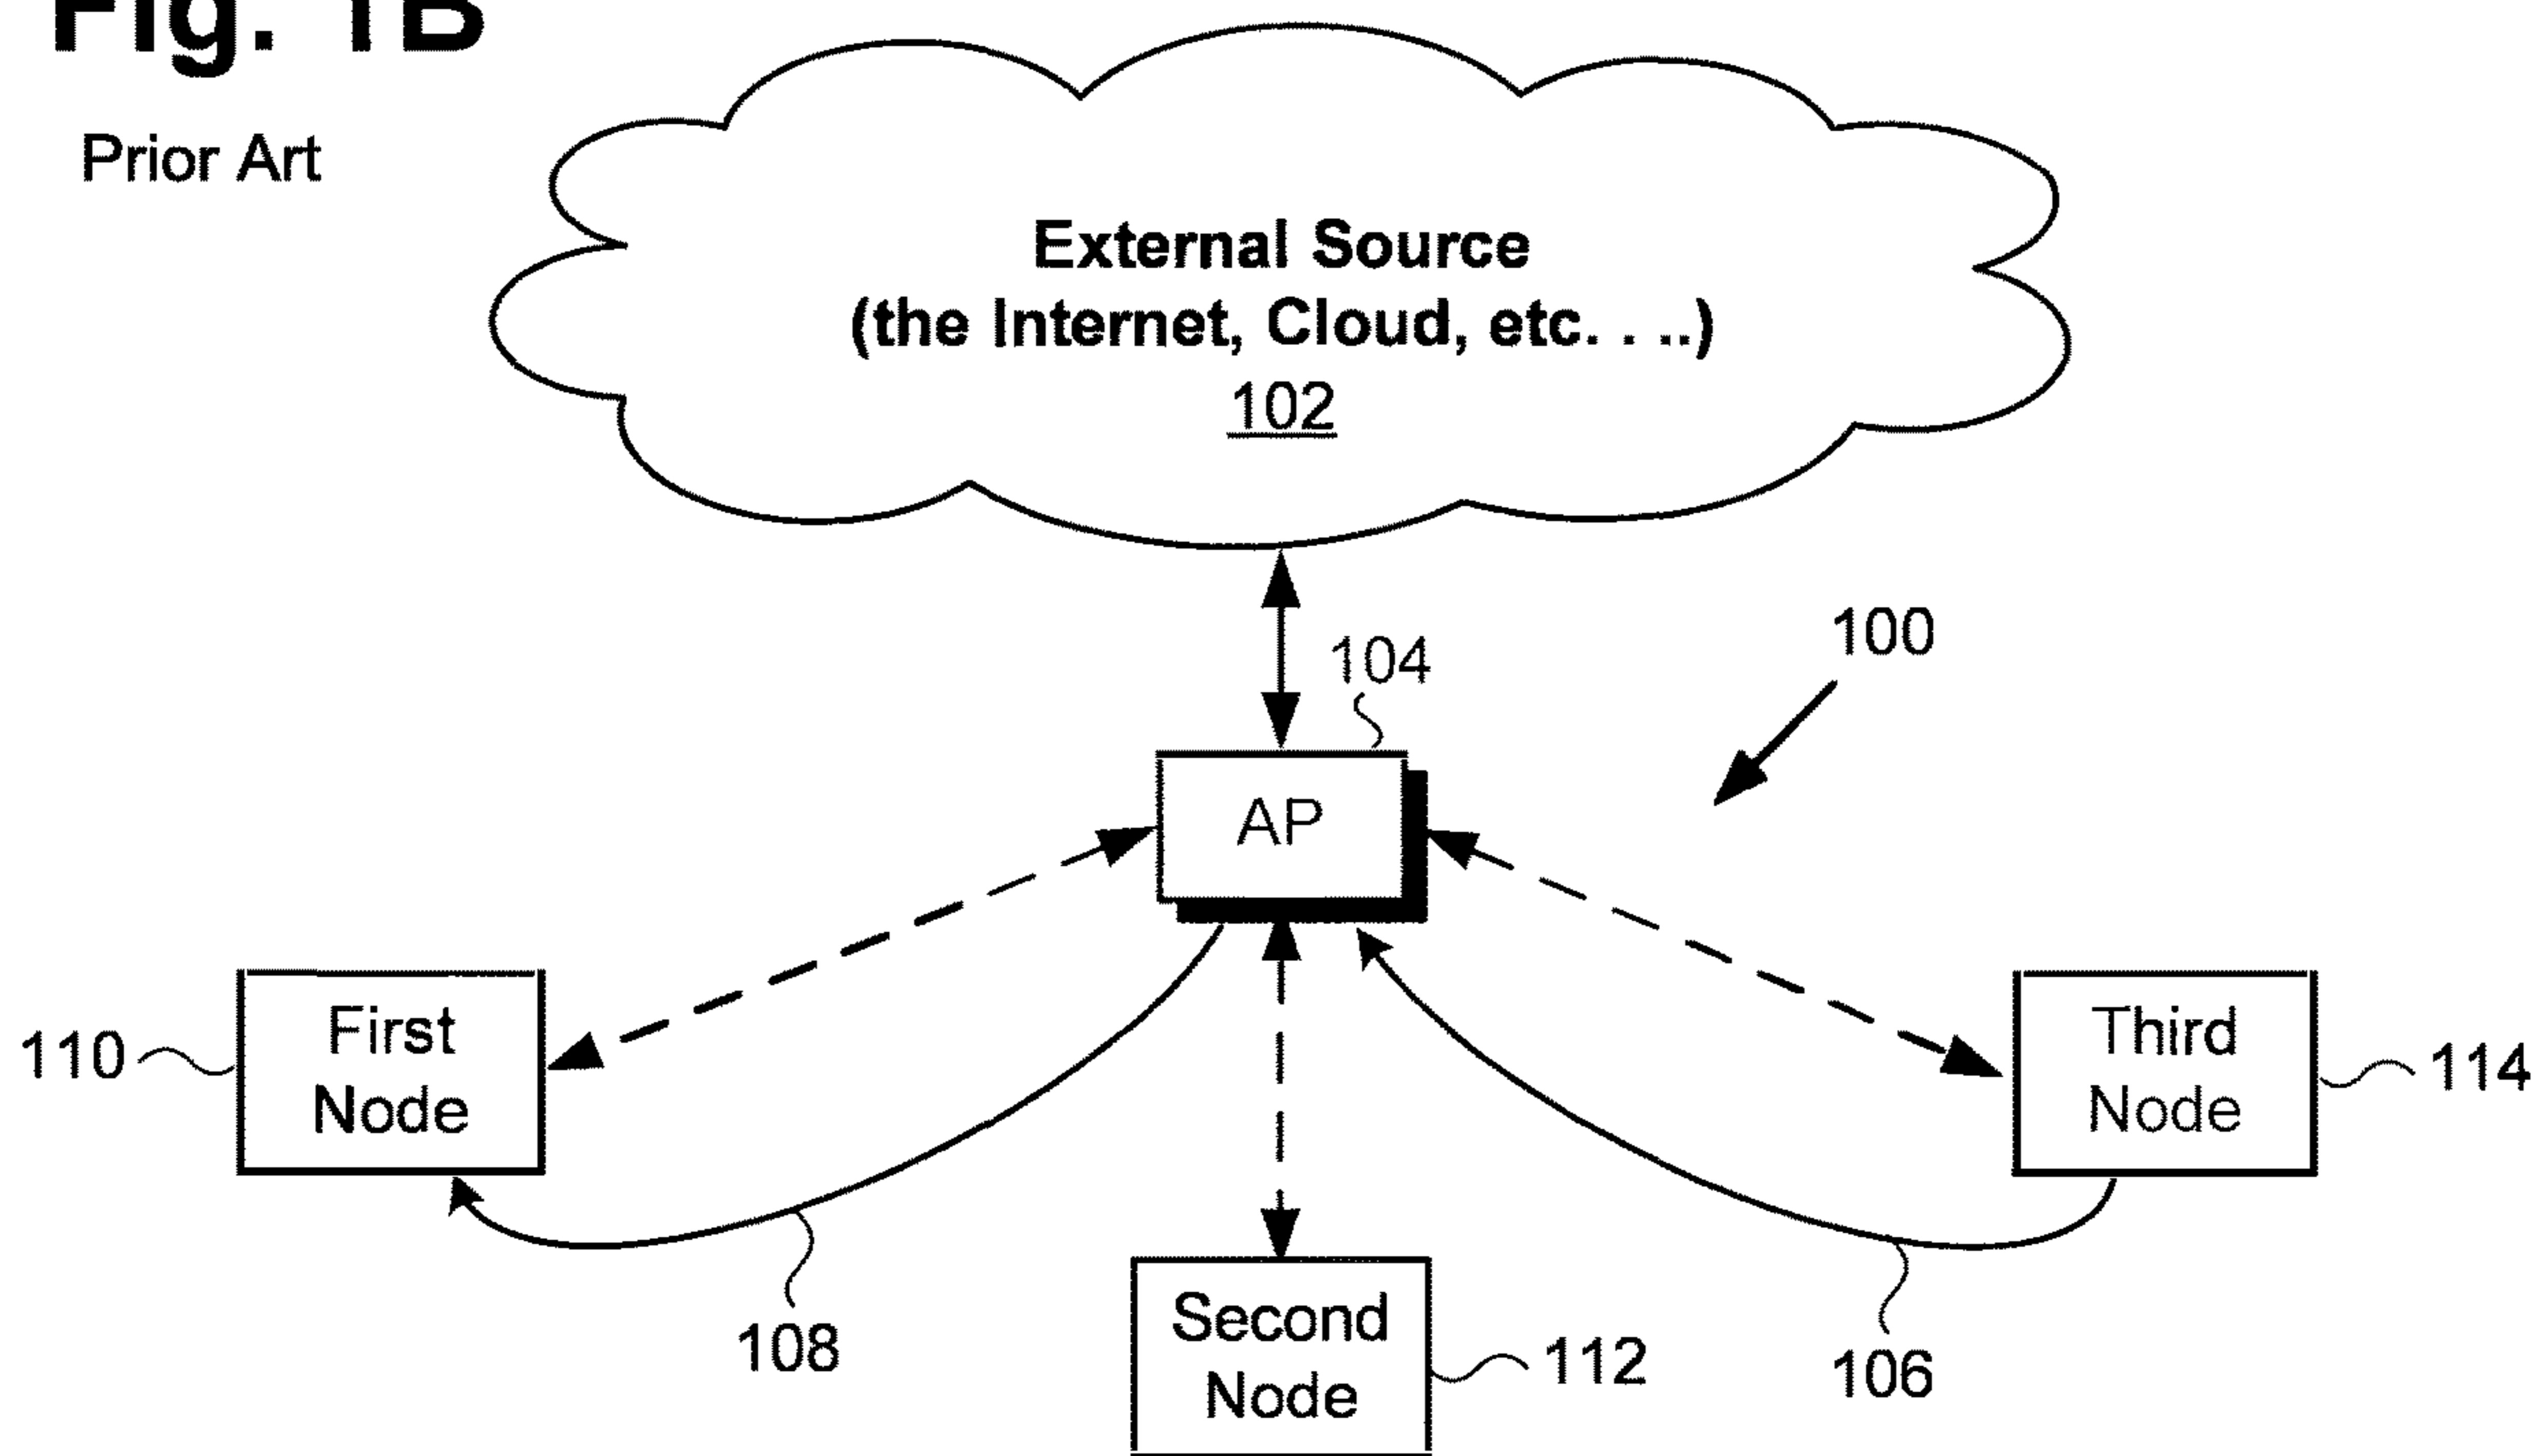 Fig. 1B
Prior Art
External Source
(the Internet, Cloud, etc. . ..)
102
104
100
AP
First
Node
110
Third
Node
114
108
Second
Node
112
106